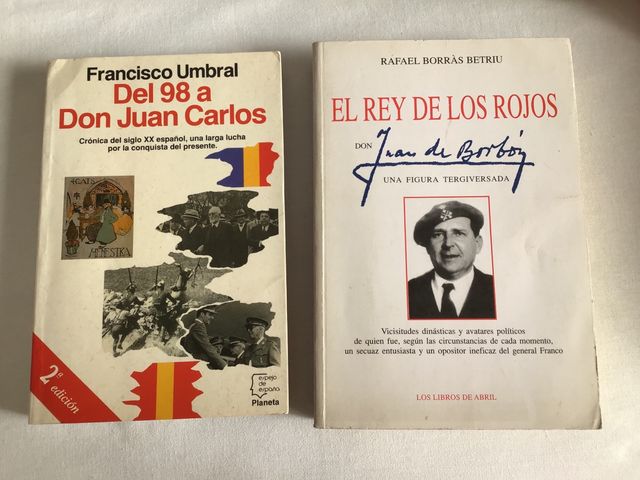 Francisco Umbral
Del 98 a
Don Juan Carlos
Crónica del siglo XX español, una larga lucha
por la conquista del presente.
4 GATS
2ª edición
espejo
de
españa
Planeta
RAFAEL BORRÀS BETRIU
EL REY DE LOS ROJOS
DON Juan de Borbón
UNA FIGURA TERGIVERSADA
Vicisitudes dinásticas y avatares políticos
de quien fue, según las circunstancias de cada momento,
un secuaz entusiasta y un opositor ineficaz del general Franco
LOS LIBROS DE ABRIL